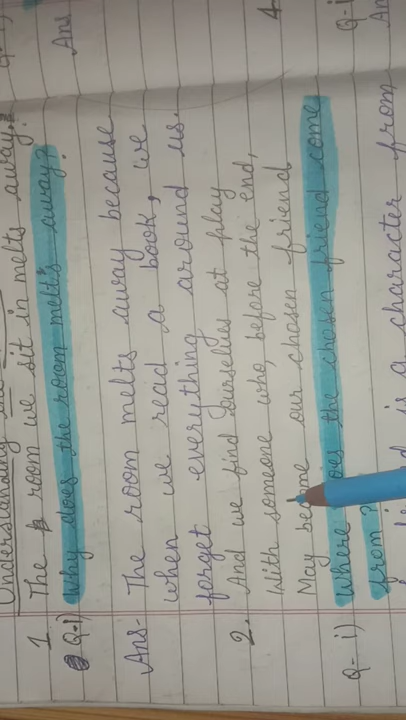 Understanding
1. The room we sit in melts away.
Q-i) Why does the room melts away?
Ans- The room melts away because
when we read a book, we
forget everything around us.
2. And we find ourselves at play
With someone who, before the end,
May become our chosen friend
Q-i) Where does the chosen friend come
from?
is a character from
Ans
4.
Q-i
An